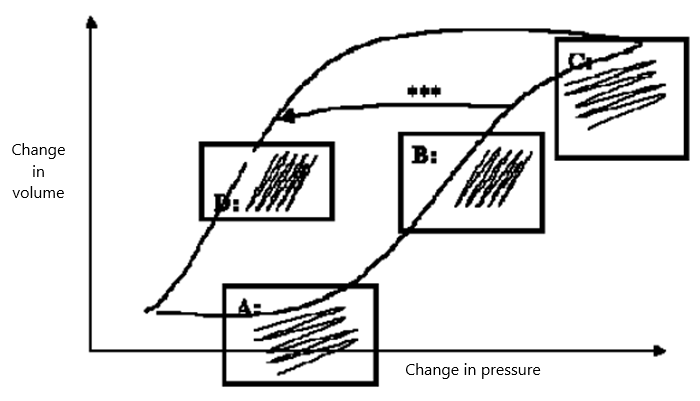 C:
***
Change
in
volume
B:
D:
A:
Change in pressure